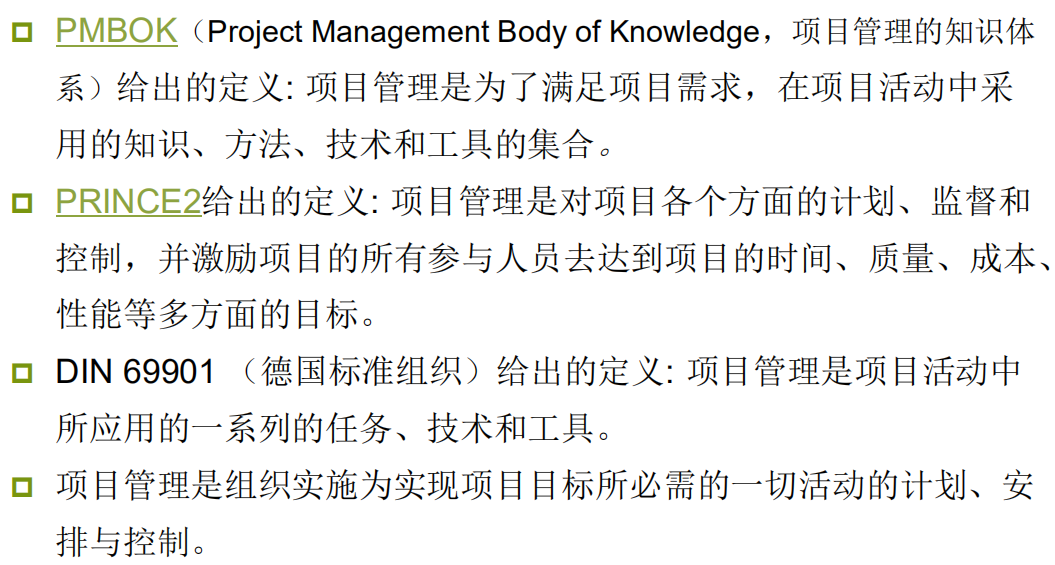 PMBOK（Project Management Body of Knowledge，项目管理的知识体
系）给出的定义: 项目管理是为了满足项目需求，在项目活动中采
用的知识、方法、技术和工具的集合。
PRINCE2给出的定义: 项目管理是对项目各个方面的计划、监督和
控制，并激励项目的所有参与人员去达到项目的时间、质量、成本、
性能等多方面的目标。
DIN 69901 （德国标准组织）给出的定义: 项目管理是项目活动中
所应用的一系列的任务、技术和工具。
项目管理是组织实施为实现项目目标所必需的一切活动的计划、安
排与控制。